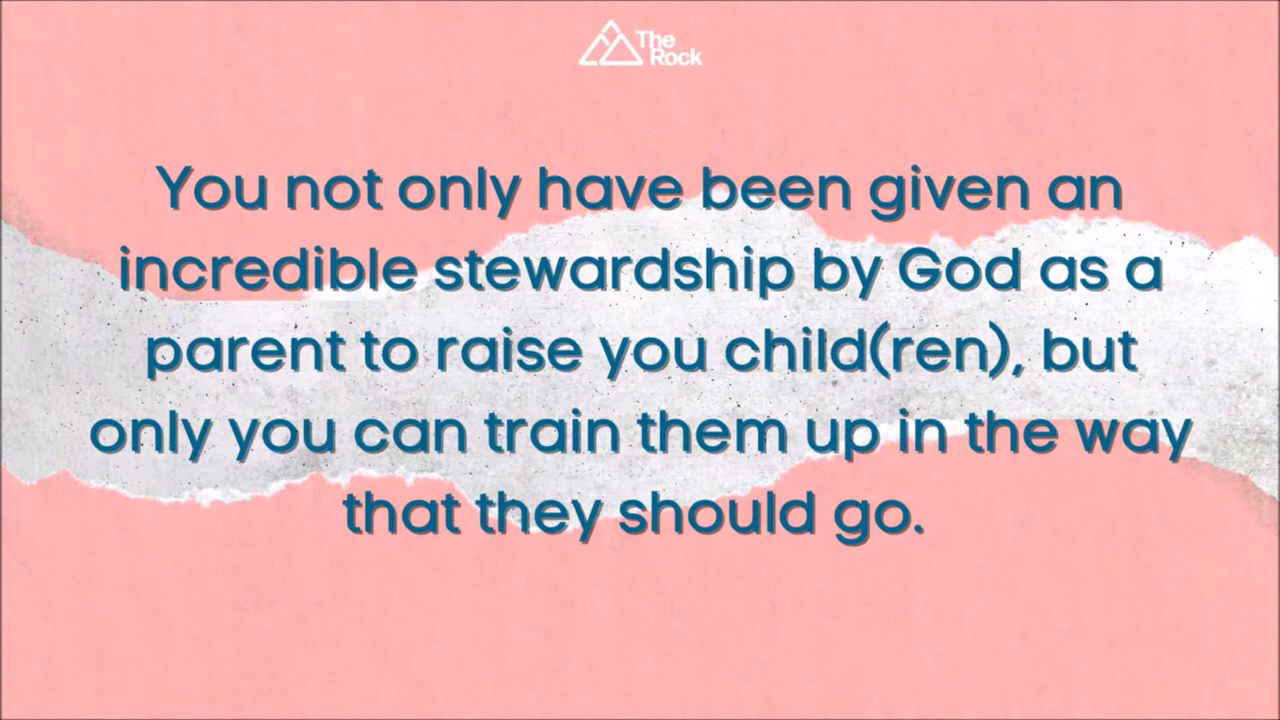 The
Rock
You not only have been given an
incredible stewardship by God as a
parent to raise you child(ren), but
only you can train them up in the way
that they should go.